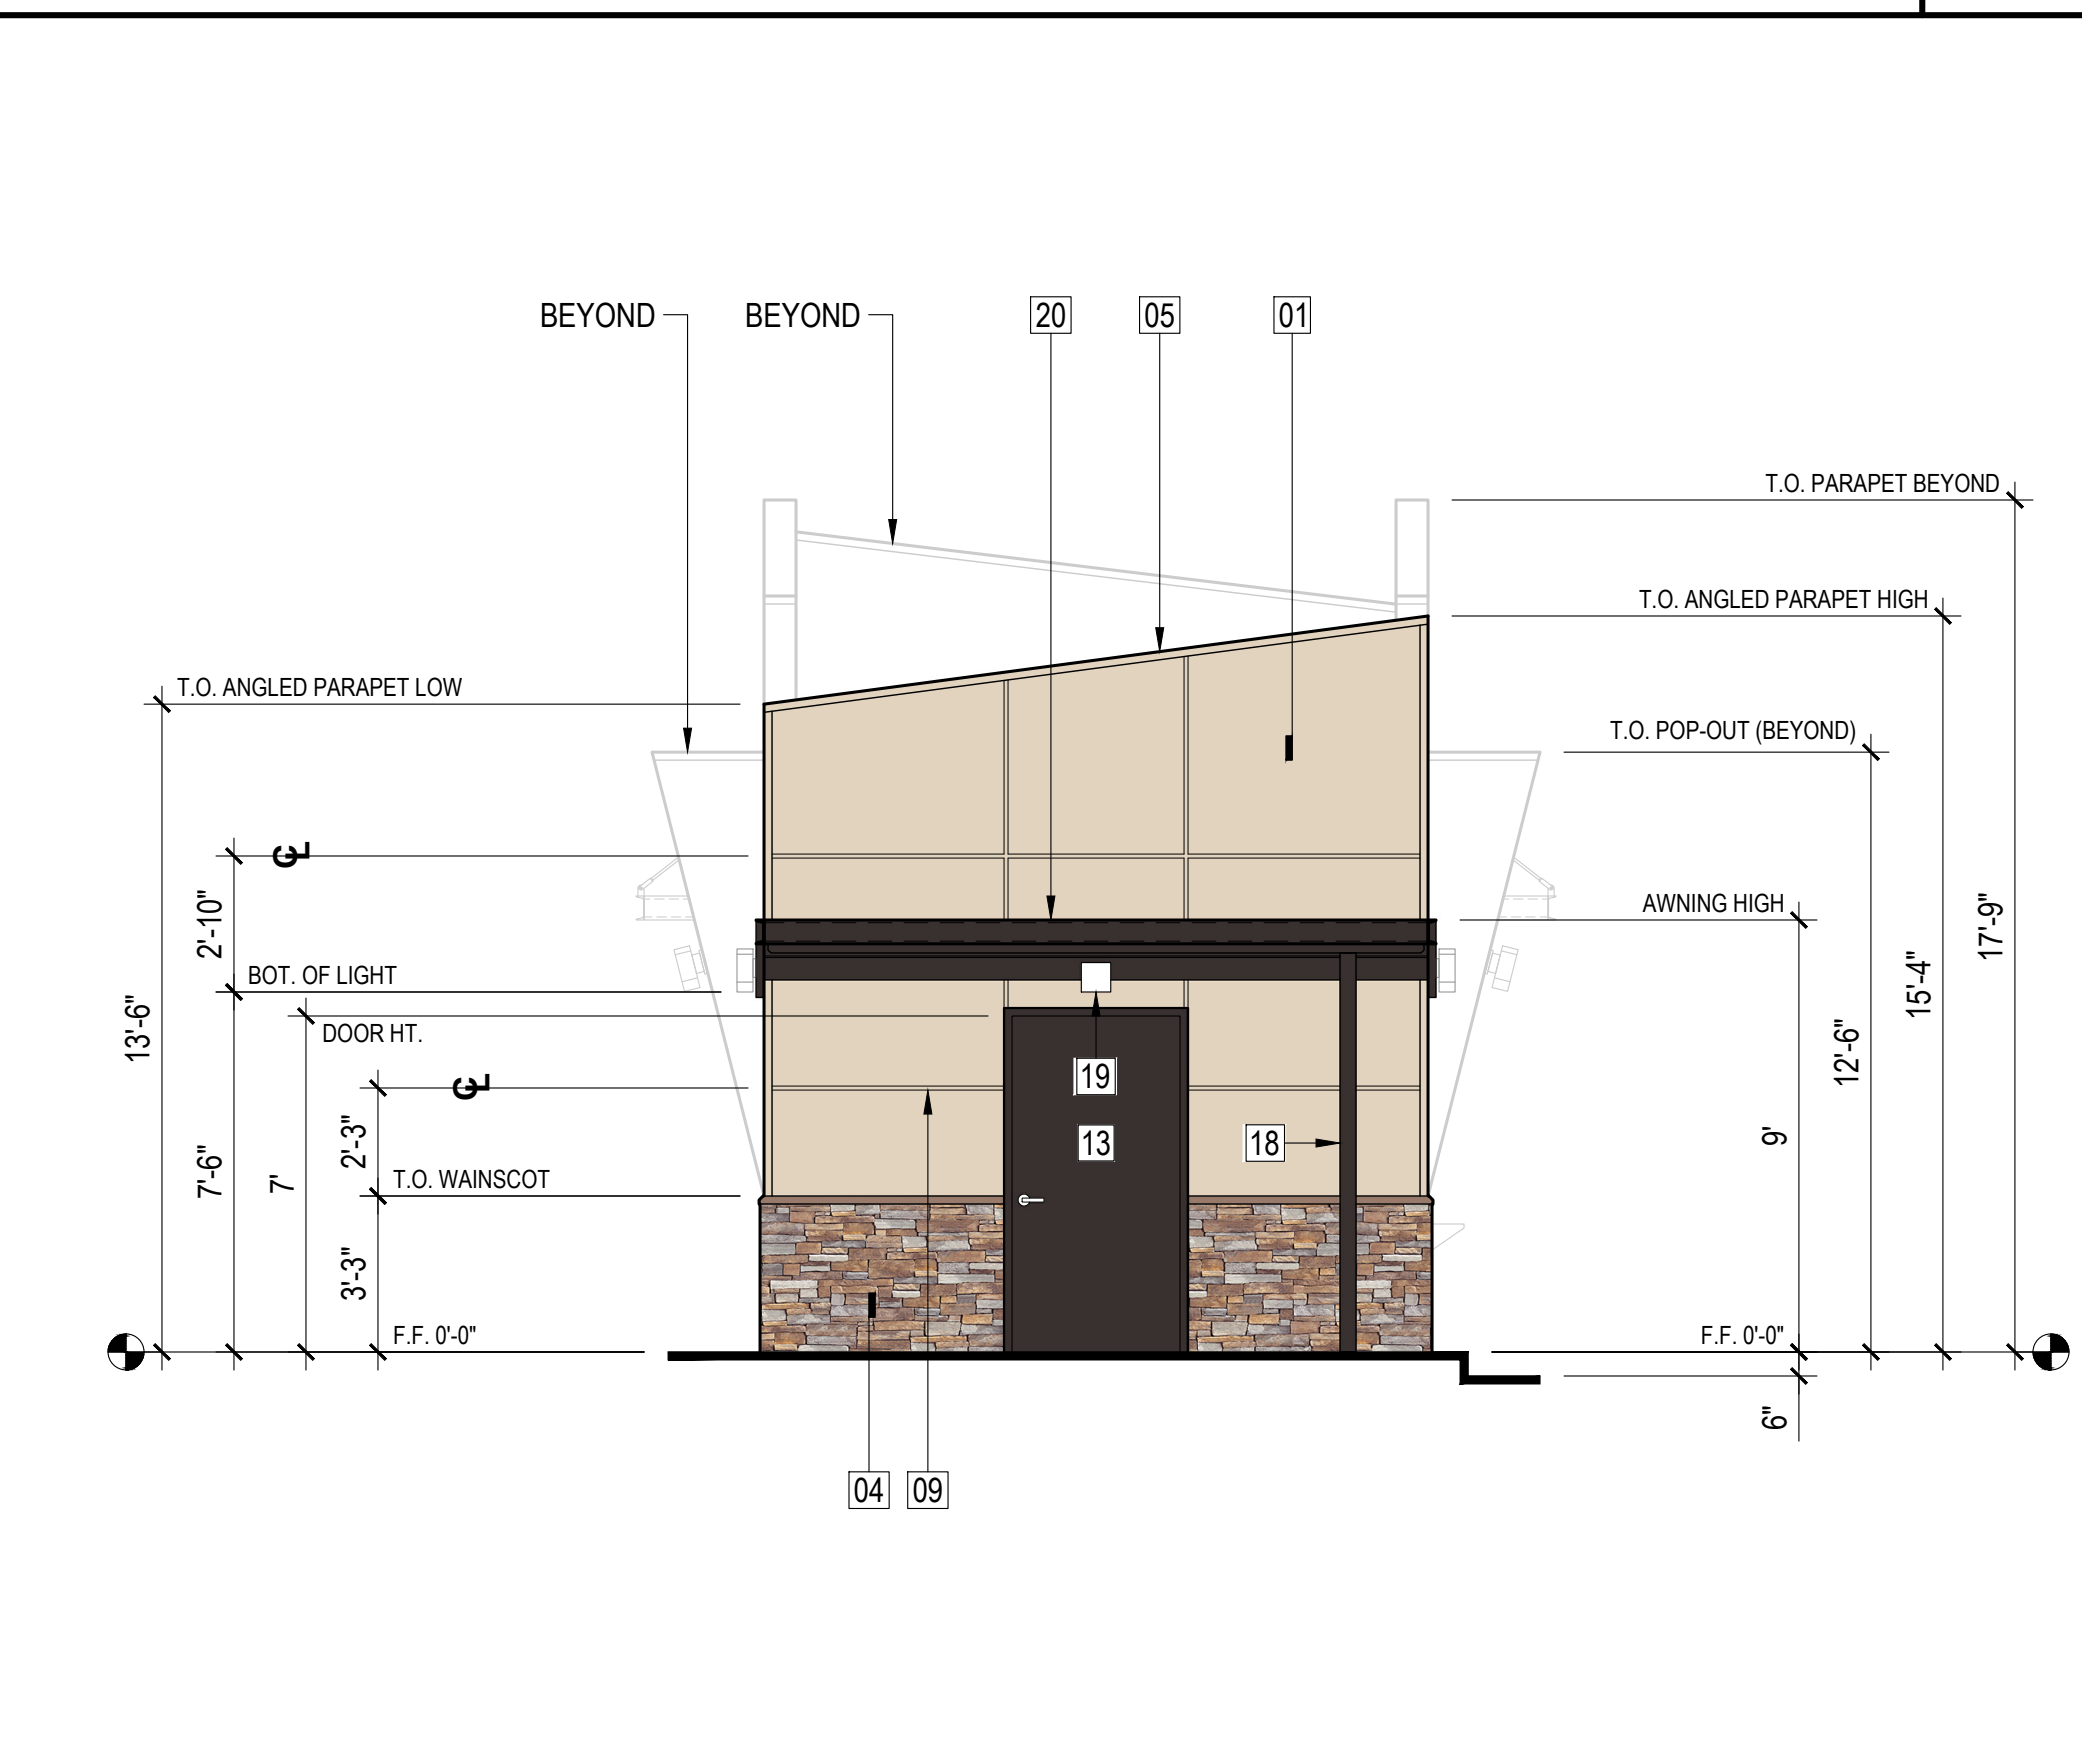 BEYOND
BEYOND
20
05
01
T.O. PARAPET BEYOND
T.O. ANGLED PARAPET HIGH
T.O. ANGLED PARAPET LOW
T.O. POP-OUT (BEYOND)
CL
AWNING HIGH
2'-10"
17'-9"
BOT. OF LIGHT
15'-4"
13'-6"
DOOR HT.
12'-6"
19
CL
13
18
2'-3"
9'
7'-6"
7'
T.O. WAINSCOT
3'-3"
F.F. 0'-0"
F.F. 0'-0"
6"
04
09